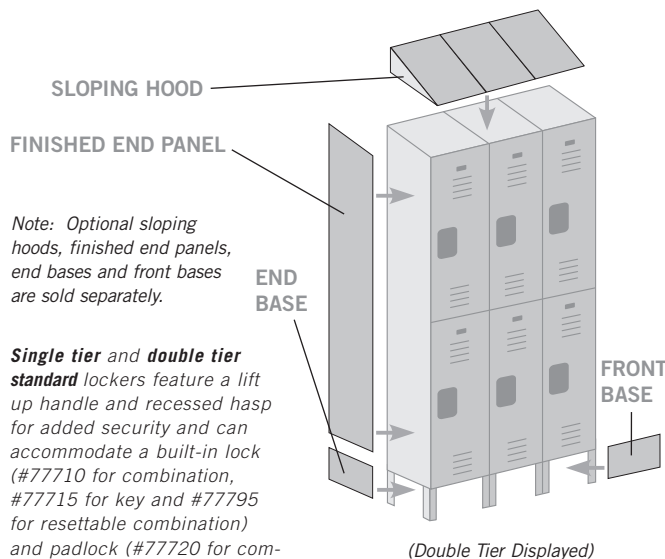 SLOPING HOOD
FINISHED END PANEL
Note: Optional sloping
hoods, finished end panels,
end bases and front bases
are sold separately.
END
BASE
Single tier and double tier
standard lockers feature a lift
up handle and recessed hasp
for added security and can
accommodate a built-in lock
(#77710 for combination,
#77715 for key and #77795
for resettable combination)
and padlock (#77720 for com-
FRONT
BASE
(Double Tier Displayed)